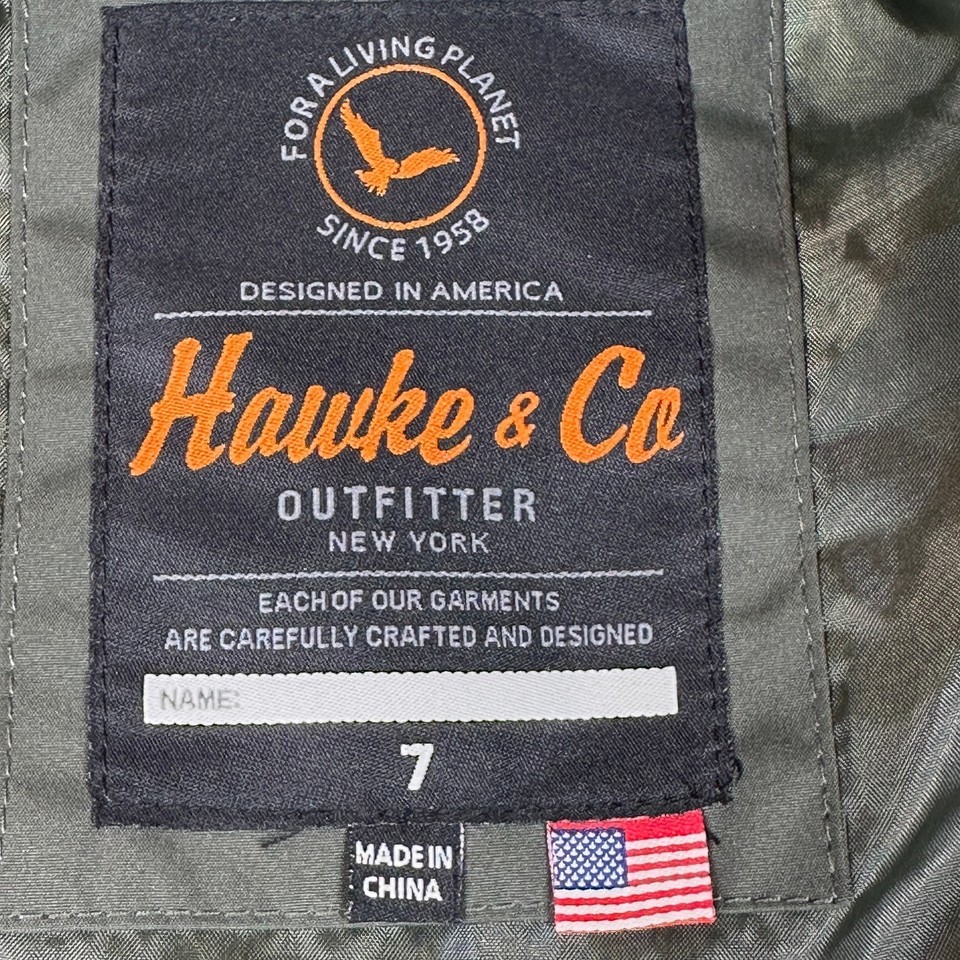 FOR A LIVING PLANET
SINCE 1958
DESIGNED IN AMERICA
Hawke & Co
OUTFITTER
NEW YORK
EACH OF OUR GARMENTS
ARE CAREFULLY CRAFTED AND DESIGNED
NAME:
7
MADE IN
CHINA